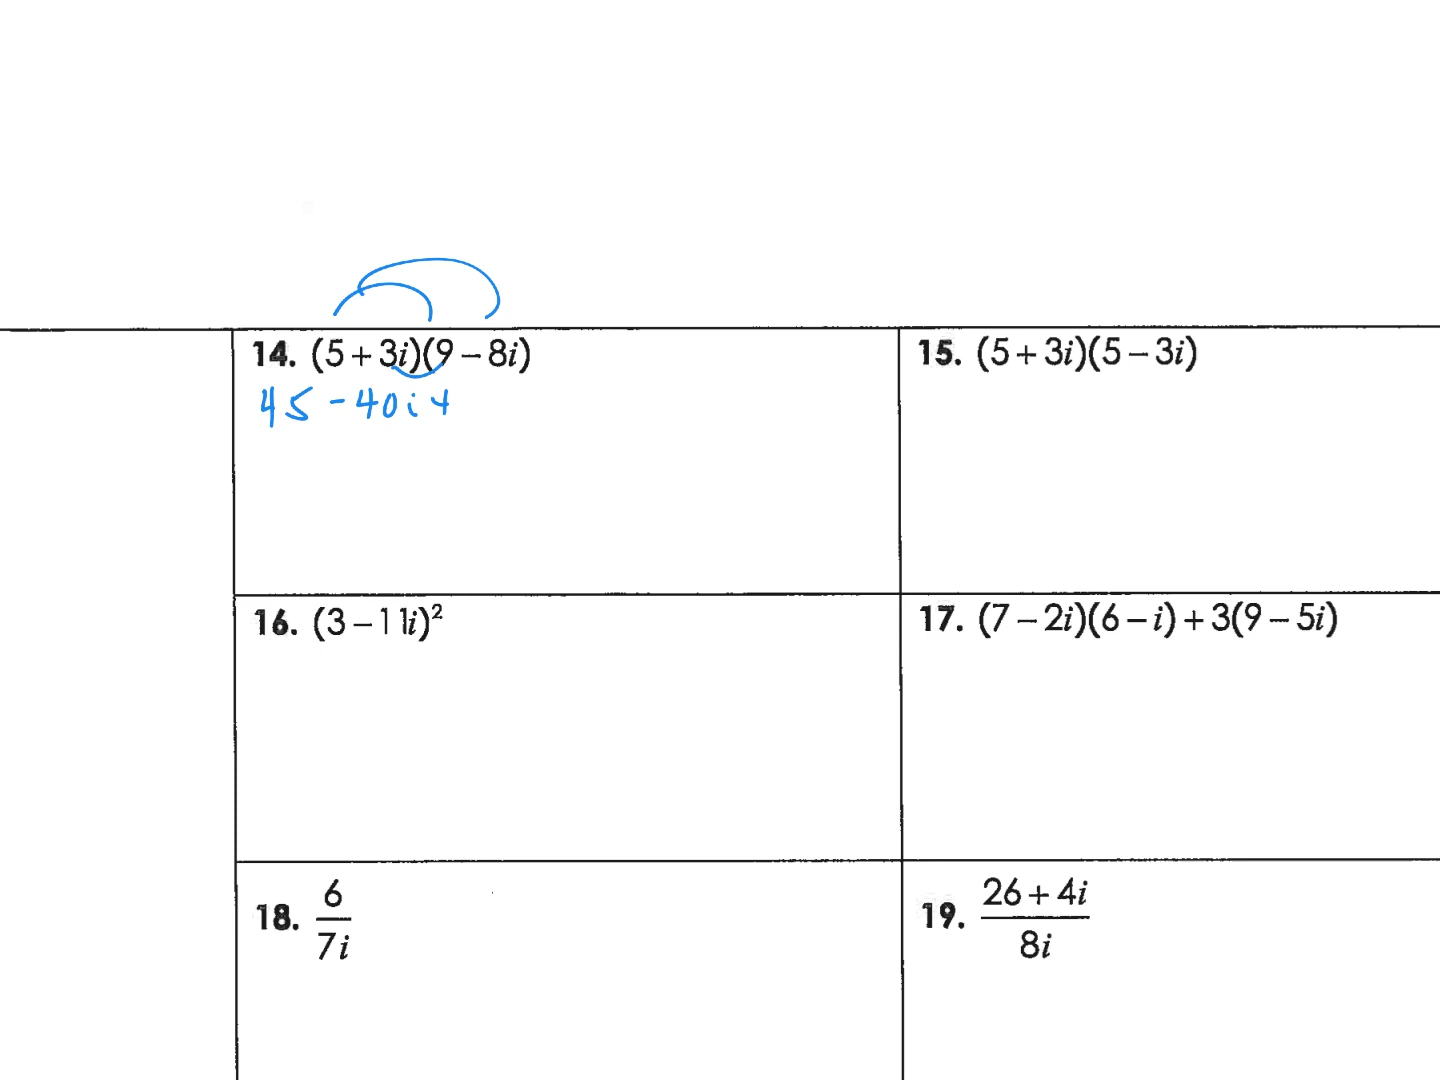 14. (5 + 3i)(9 – 8i)
45 - 40i +
15. (5 + 3i)(5 – 3i)
16. (3 – 11i)²
17. (7 – 2i)(6 – i) + 3(9 – 5i)
18. 6
7i
19. 26 + 4i
8i